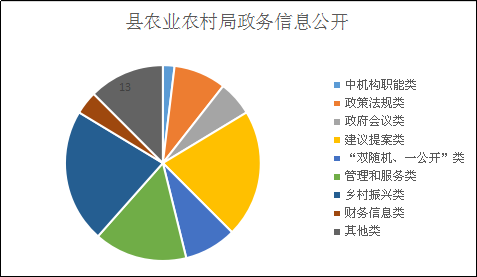 县农业农村局政务信息公开
13
中机构职能类
政策法规类
政府会议类
建议提案类
“双随机、一公开”类
管理和服务类
乡村振兴类
财务信息类
其他类